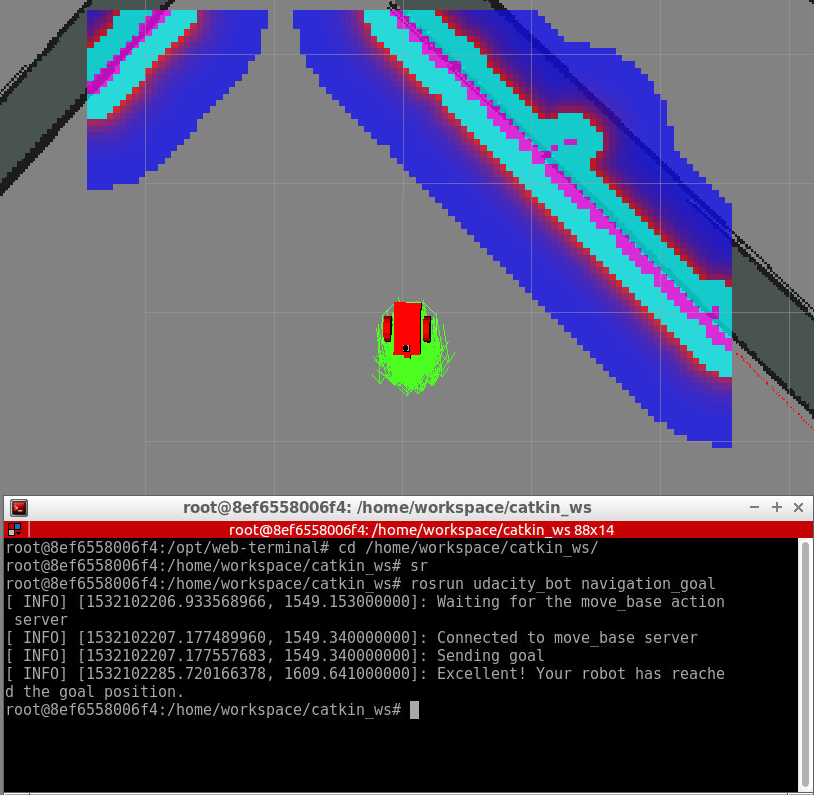 root@8ef6558006f4: /home/workspace/catkin_ws
root@8ef6558006f4: /home/workspace/catkin_ws 88x14
root@8ef6558006f4:/opt/web-terminal# cd /home/workspace/catkin_ws/
root@8ef6558006f4:/home/workspace/catkin_ws# sr
root@8ef6558006f4:/home/workspace/catkin_ws# rosrun udacity_bot navigation_goal
[ INFO] [1532102206.933568966, 1549.153000000]: Waiting for the move_base action
 server
[ INFO] [1532102207.177489960, 1549.340000000]: Connected to move_base server
[ INFO] [1532102207.177557683, 1549.340000000]: Sending goal
[ INFO] [1532102285.720166378, 1609.641000000]: Excellent! Your robot has reache
d the goal position.
root@8ef6558006f4:/home/workspace/catkin_ws#